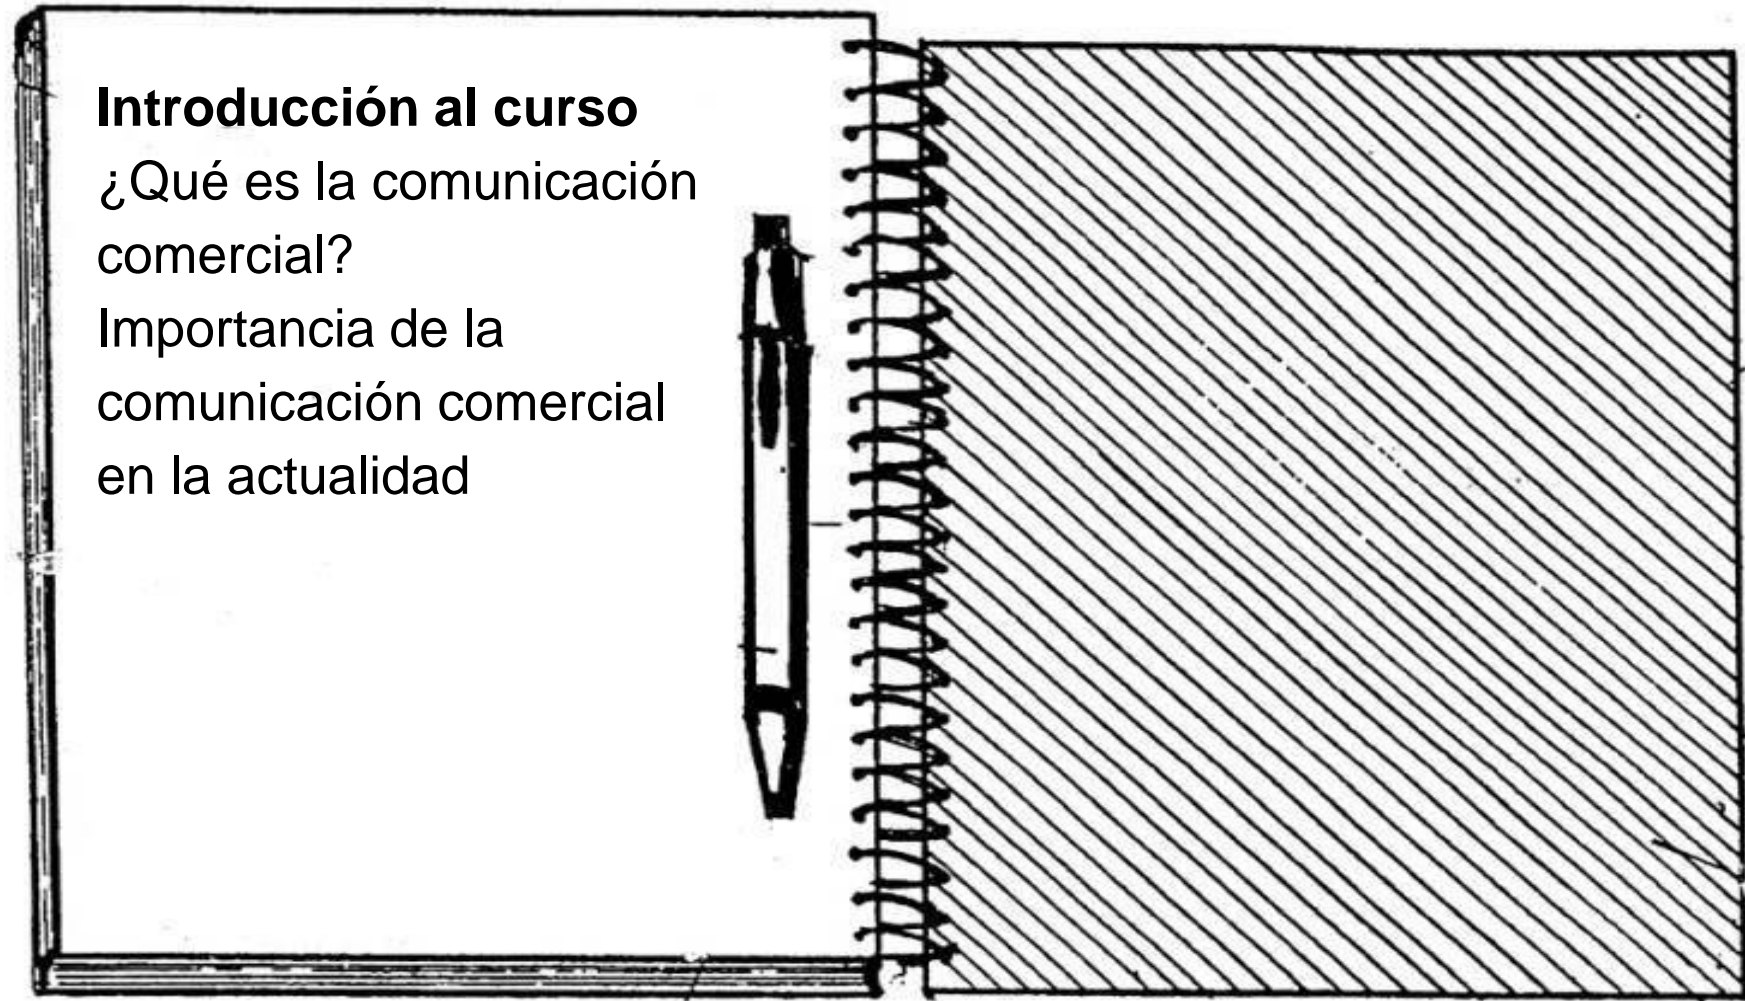 Introducción al curso
¿Qué es la comunicación
comercial?
Importancia de la
comunicación comercial
en la actualidad